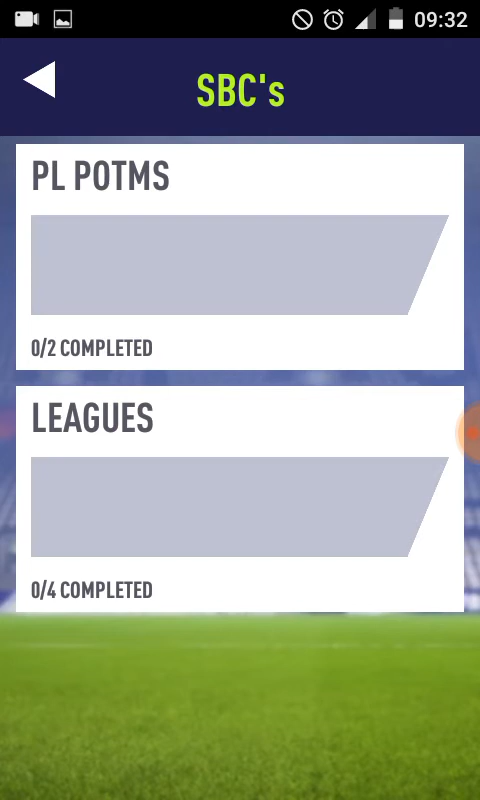 09:32
SBC's
PL POTMS
0/2 COMPLETED
LEAGUES
0/4 COMPLETED